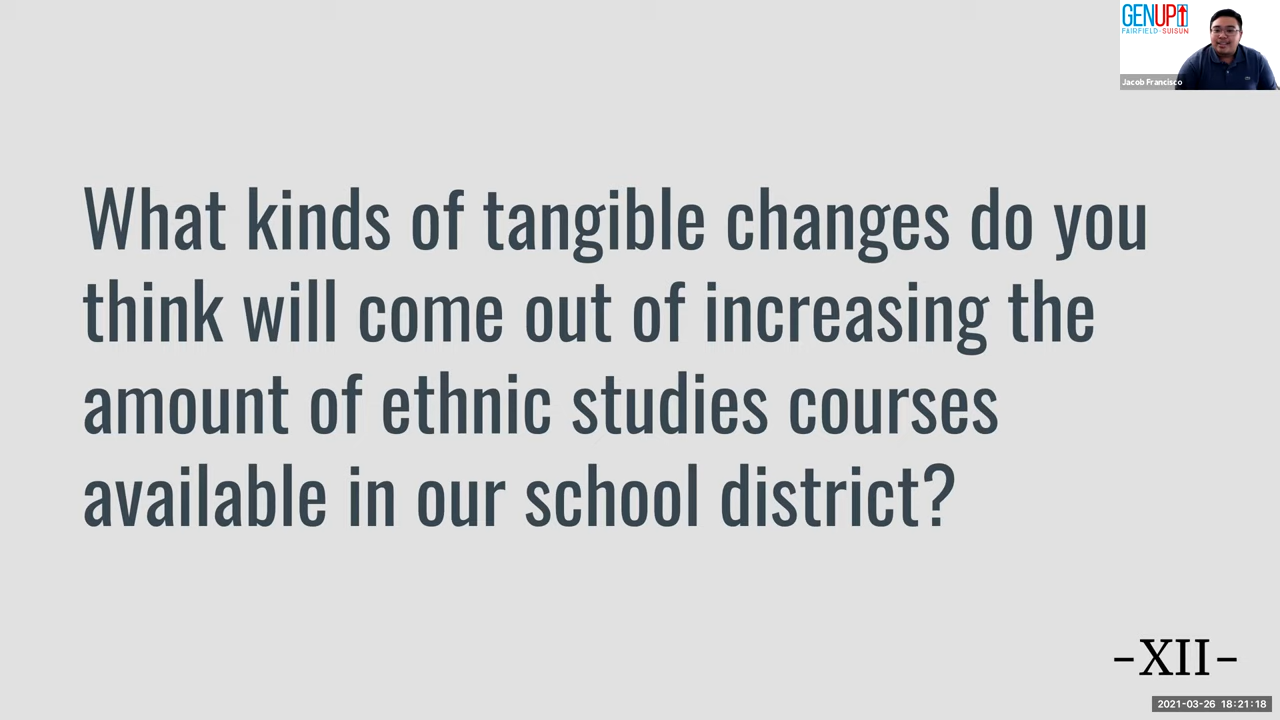 GENUP
FAIRFIELD-SUISUN
Jacob Francisco
What kinds of tangible changes do you
think will come out of increasing the
amount of ethnic studies courses
available in our school district?
-XII-
2021-03-26 18:21:18